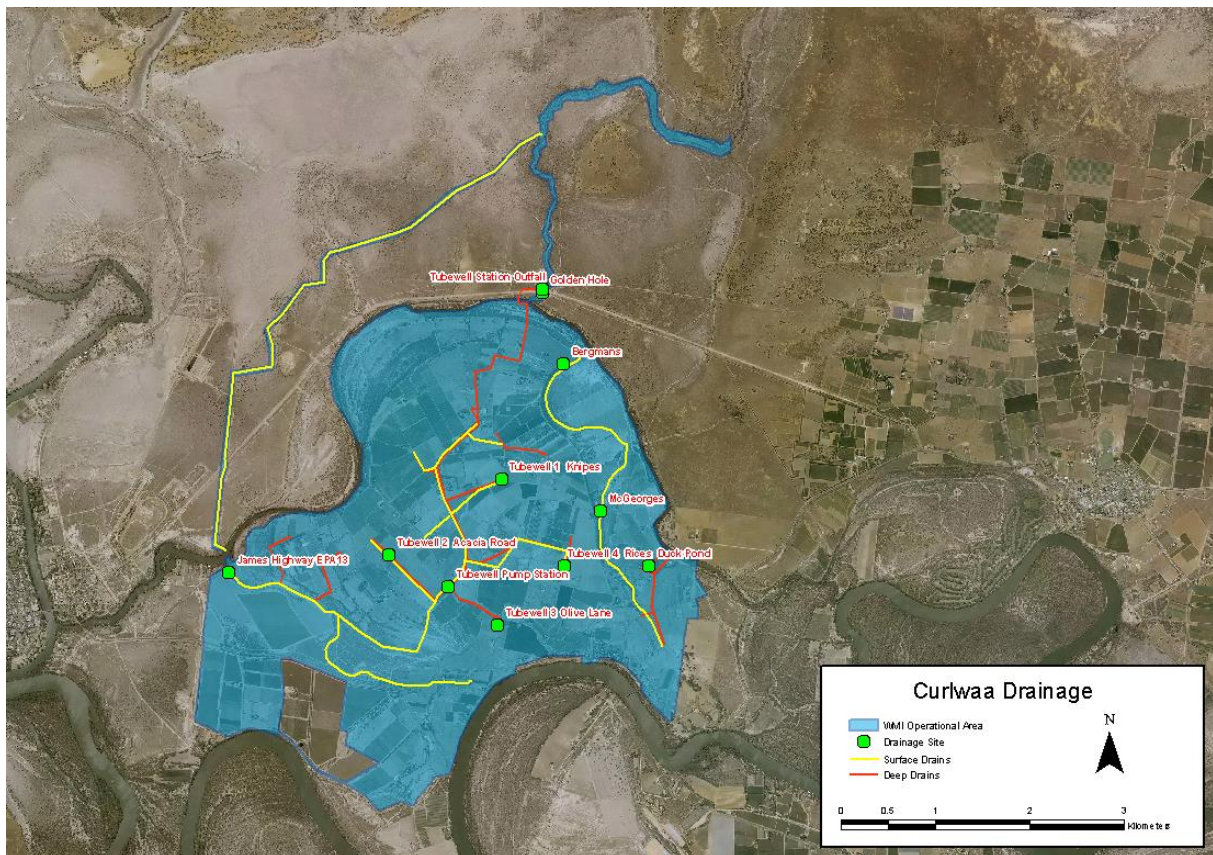 Tubewell Station Outfall
Golden Hole
Bergmans
Tubewell 1 Knipes
McGeorges
Tubewell 2 Acacia Road
Tubewell 4 Rices Duck Pond
James Highway EPA13
Tubewell Pump Station
Tubewell 3 Olive Lane
Curlwaa Drainage
WMI Operational Area
Drainage Site
Surface Drains
Deep Drains
N
0 0.5 1 2 3
Kilometers